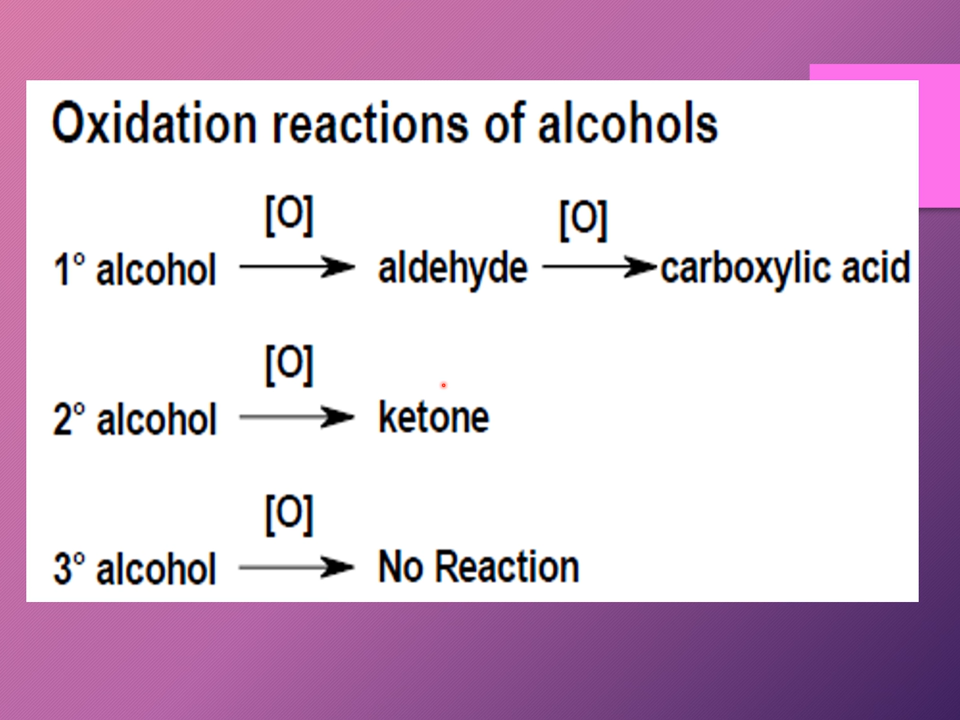 Oxidation reactions of alcohols
[O] [O]
1° alcohol aldehyde carboxylic acid
[O]
2° alcohol ketone
[O]
3° alcohol No Reaction